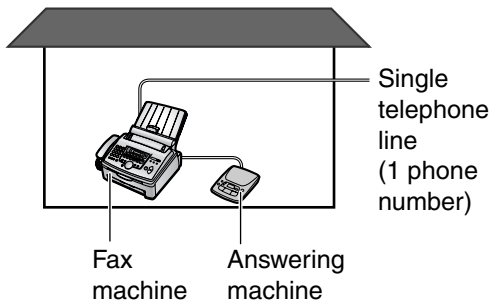 Single
telephone
line
(1 phone
number)
Fax
machine
Answering
machine